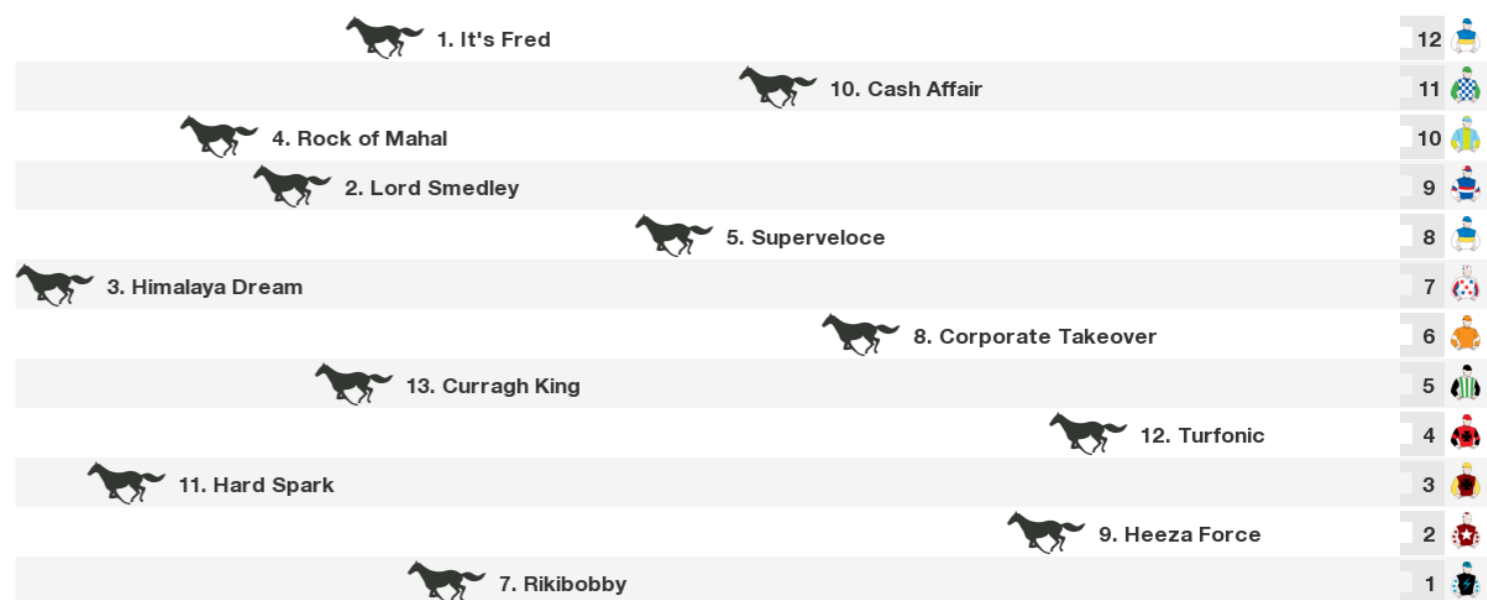 1. It's Fred 12
10. Cash Affair 11
4. Rock of Mahal 10
2. Lord Smedley 9
5. Superveloce 8
3. Himalaya Dream 7
8. Corporate Takeover 6
13. Curragh King 5
12. Turfonic 4
11. Hard Spark 3
9. Heeza Force 2
7. Rikibobby 1